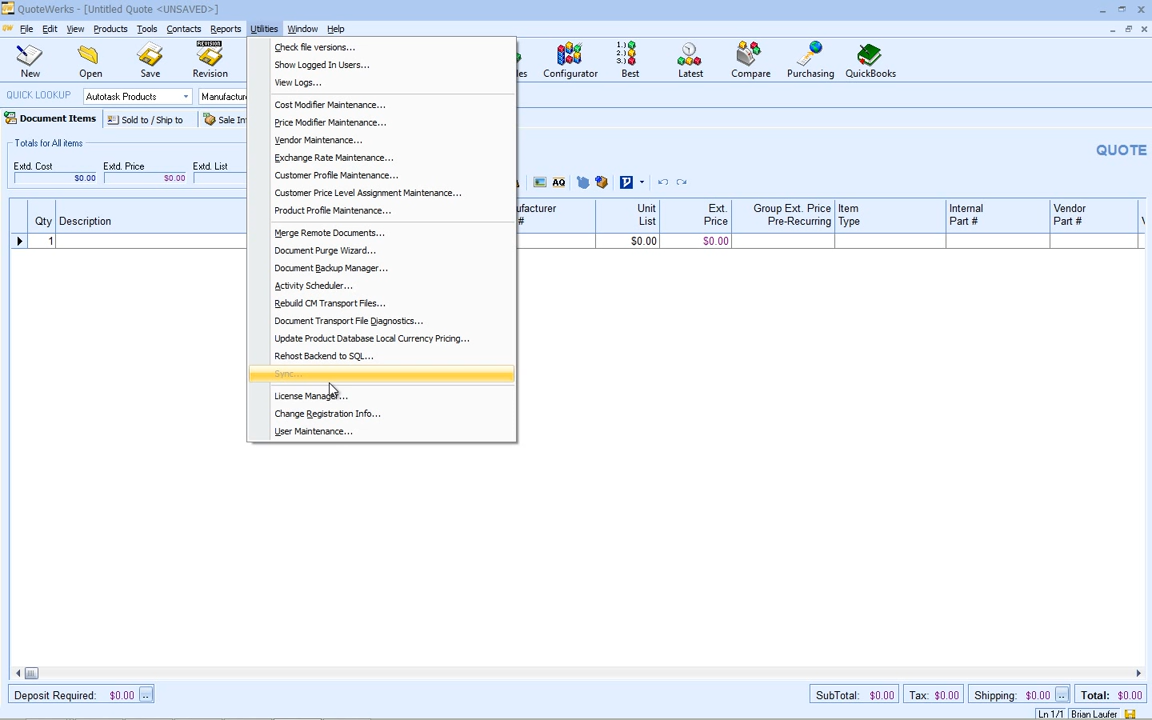 QuoteWerks - [Untitled Quote <UNSAVED>]
File Edit View Products Tools Contacts Reports Utilities Window Help
New Open Save Revision Configurator Best Latest Compare Purchasing QuickBooks
REVISION
1.)
2.)
3.)
QUICK LOOKUP Autotask Products
Document Items Sold to / Ship to
Totals for All items
Extd. Cost Extd. Price Extd. List
$0.00 $0.00
QUOTE
AQ
Qty Description
Unit List
Ext. Price
Group Ext. Price Pre-Recurring
Item Type
Internal Part #
Vendor Part #
1 $0.00 $0.00
Check file versions...
Show Logged In Users...
View Logs...
Cost Modifier Maintenance...
Price Modifier Maintenance...
Vendor Maintenance...
Exchange Rate Maintenance...
Customer Profile Maintenance...
Customer Price Level Assignment Maintenance...
Product Profile Maintenance...
Merge Remote Documents...
Document Purge Wizard...
Document Backup Manager...
Activity Scheduler...
Rebuild CM Transport Files...
Document Transport File Diagnostics...
Update Product Database Local Currency Pricing...
Rehost Backend to SQL...
Sync...
License Manager...
Change Registration Info...
User Maintenance...
Deposit Required: $0.00 SubTotal: $0.00 Tax: $0.00 Shipping: $0.00 Total: $0.00
Ln 1/1 Brian Laufer